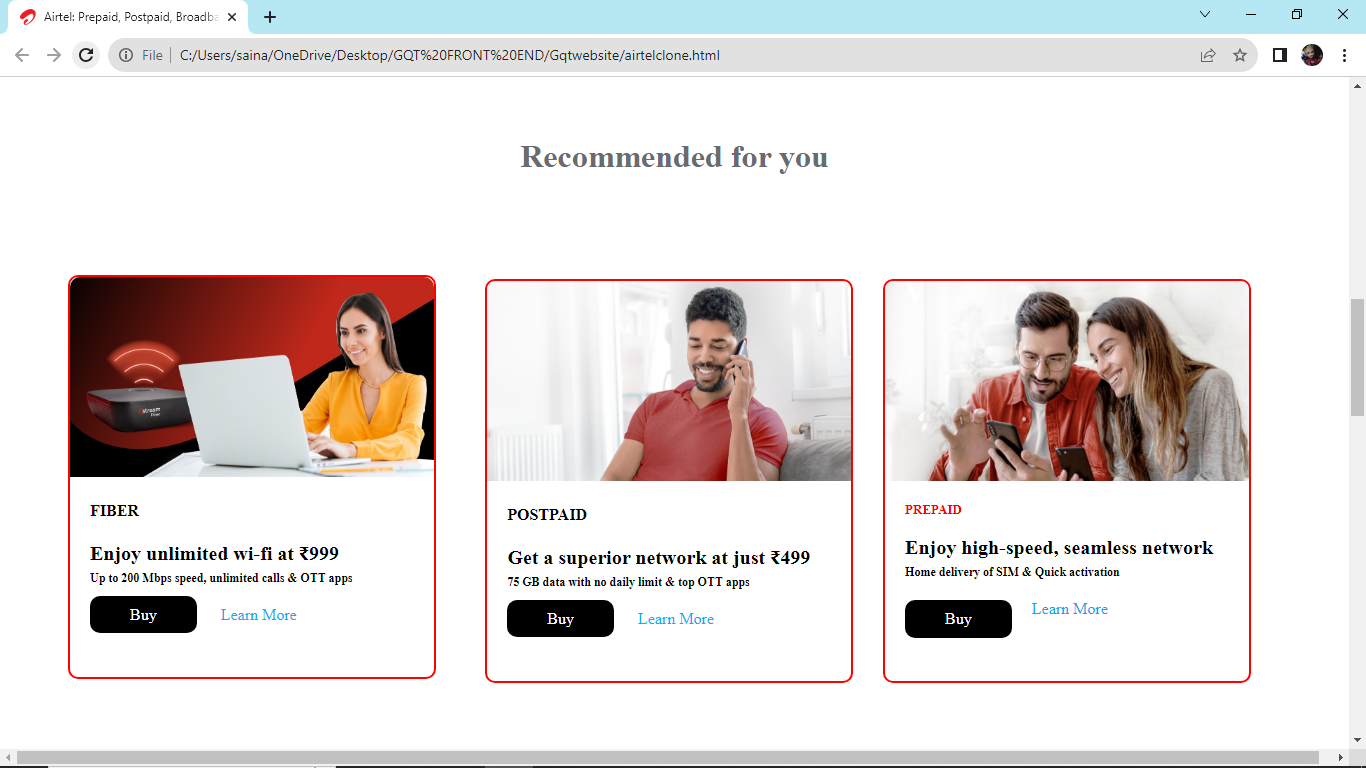 Airtel: Prepaid, Postpaid, Broadba
File
C:/Users/saina/OneDrive/Desktop/GQT%20FRONT%20END/Gqtwebsite/airtelclone.html
Recommended for you
Xstream
Fiber
FIBER
Enjoy unlimited wi-fi at ₹999
Up to 200 Mbps speed, unlimited calls & OTT apps
Buy
Learn More
POSTPAID
Get a superior network at just ₹499
75 GB data with no daily limit & top OTT apps
Buy
Learn More
PREPAID
Enjoy high-speed, seamless network
Home delivery of SIM & Quick activation
Buy
Learn More